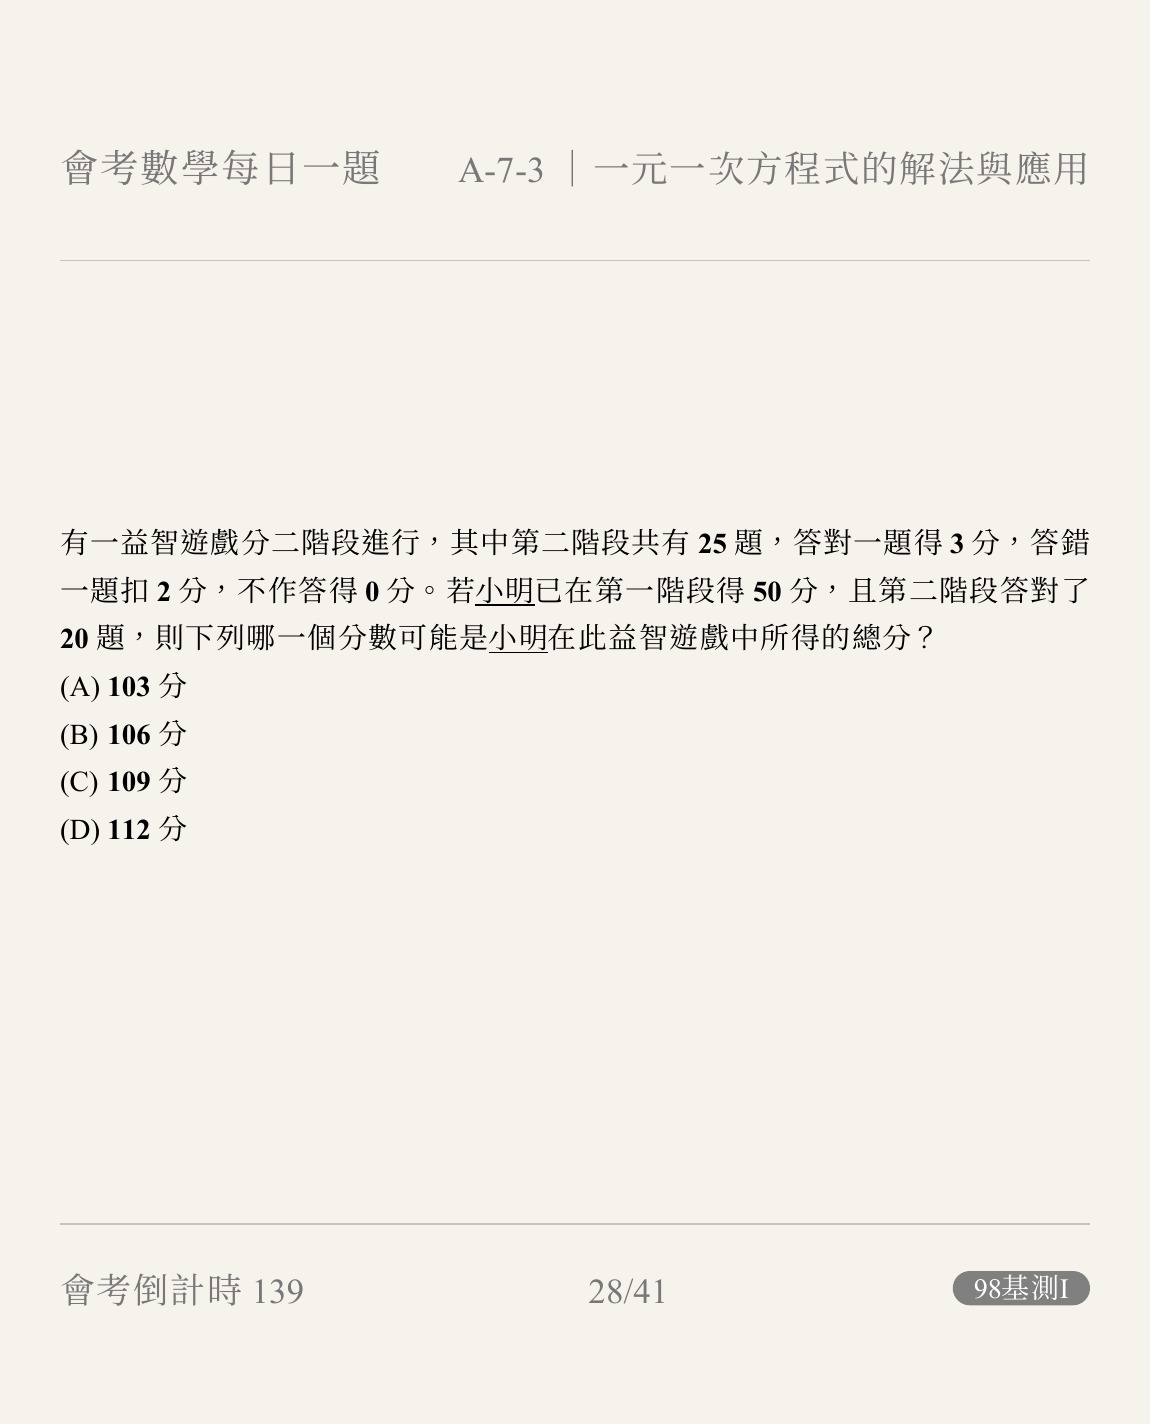 會考數學每日一題 A-7-3｜一元一次方程式的解法與應用
有一益智遊戲分二階段進行，其中第二階段共有 25 題，答對一題得 3 分，答錯
一題扣 2 分，不作答得 0 分。若小明已在第一階段得 50 分，且第二階段答對了
20 題，則下列哪一個分數可能是小明在此益智遊戲中所得的總分？
(A) 103 分
(B) 106 分
(C) 109 分
(D) 112 分
會考倒計時 139 28/41 98基測I